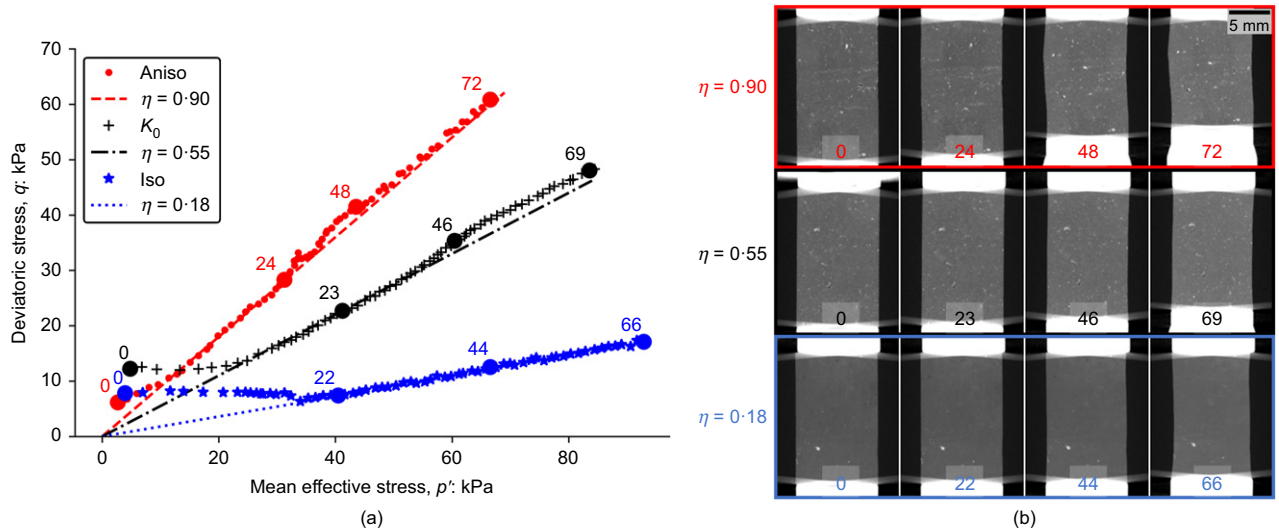 70
60
50
40
30
20
10
0
Deviatoric stress, q: kPa
Aniso
η = 0·90
K0
η = 0·55
Iso
η = 0·18
72
48
24
0
69
46
23
0
66
44
22
0
0 20 40 60 80
Mean effective stress, p′: kPa
(a)
5 mm
η = 0·90
0 24 48 72
η = 0·55
0 23 46 69
η = 0·18
0 22 44 66
(b)